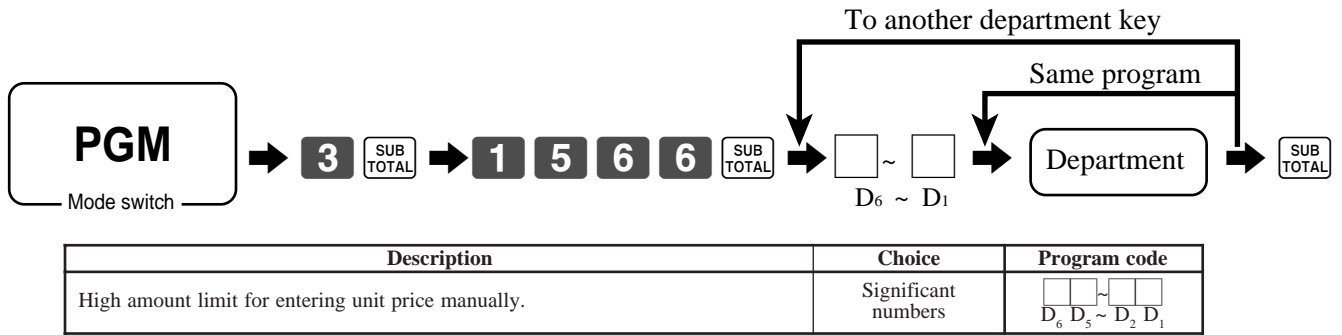 To another department key
Same program
PGM
Mode switch
3 SUB TOTAL 1 5 6 6 SUB TOTAL ~ Department SUB TOTAL
D6 ~ D1
Description Choice Program code
High amount limit for entering unit price manually. Significant numbers ~
D6 D5 ~ D2 D1